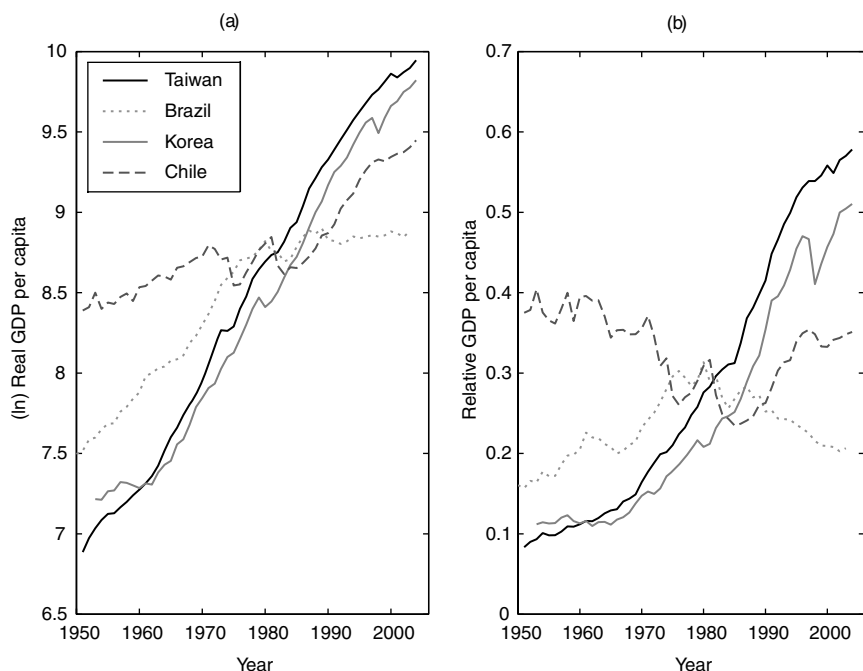 (a)
10
9.5
9
8.5
8
7.5
7
6.5
(ln) Real GDP per capita
Taiwan
Brazil
Korea
Chile
1950 1960 1970 1980 1990 2000
Year
(b)
0.7
0.6
0.5
0.4
0.3
0.2
0.1
0
Relative GDP per capita
1950 1960 1970 1980 1990 2000
Year